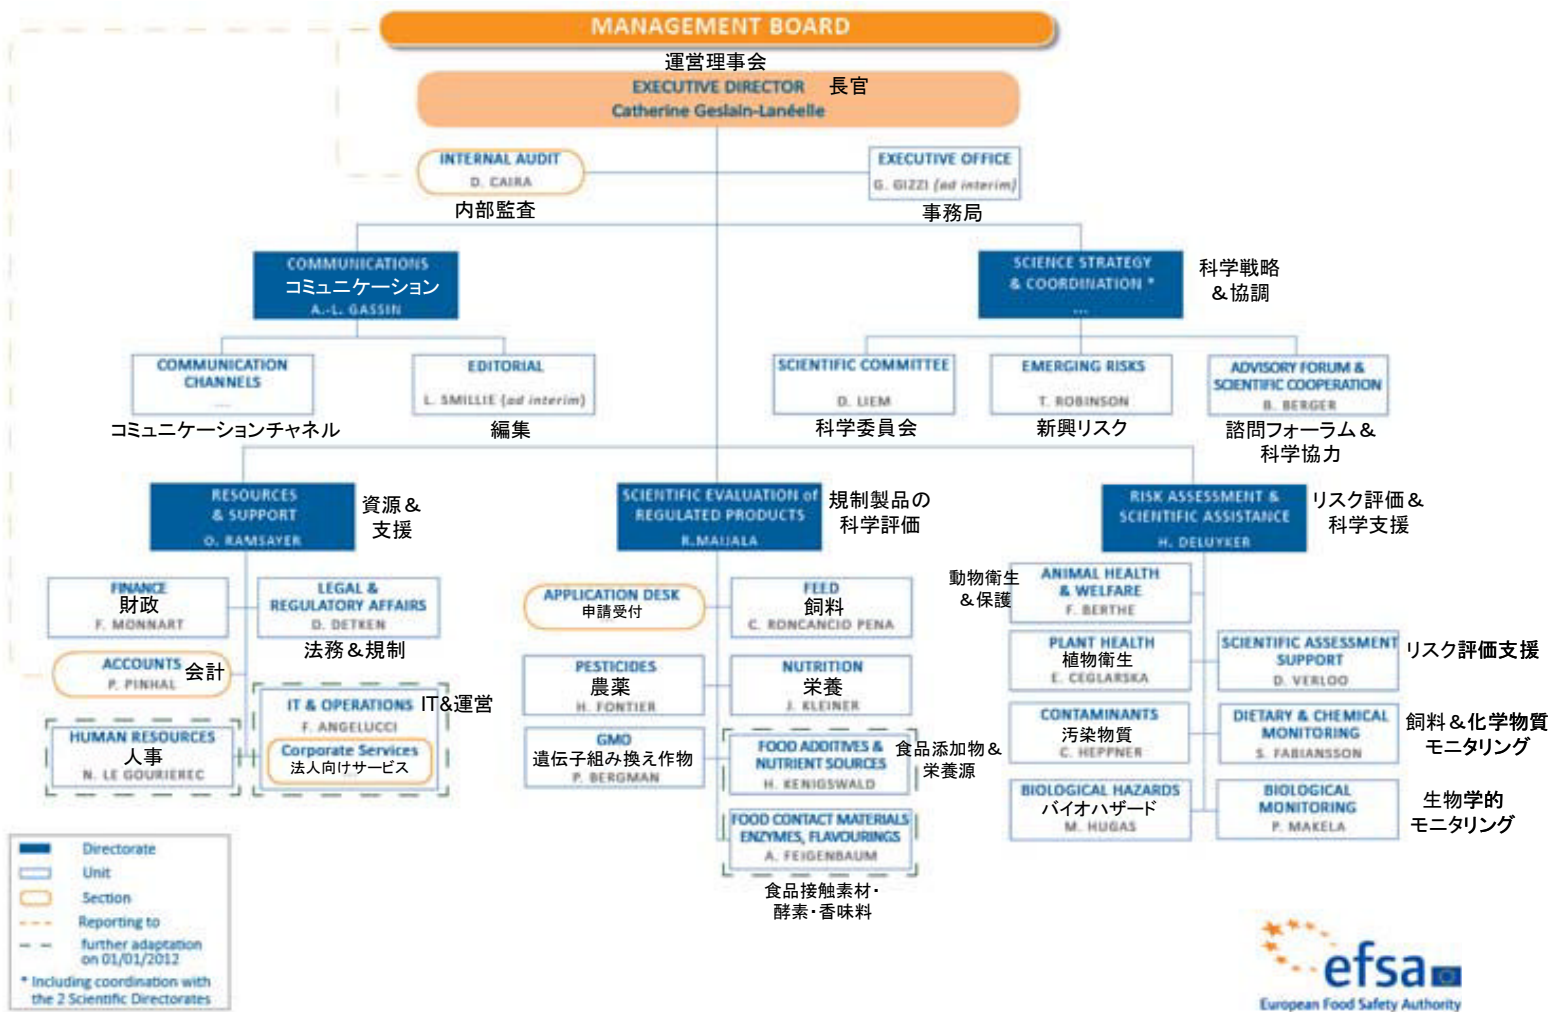 MANAGEMENT BOARD
運営理事会
EXECUTIVE DIRECTOR 長官
Catherine Geslain-Lanéelle
INTERNAL AUDIT
D. CAIRA
内部監査
EXECUTIVE OFFICE
G. GIZZI (ad interim)
事務局
COMMUNICATIONS
コミュニケーション
A.-L. GASSIN
SCIENCE STRATEGY
& COORDINATION *
...
科学戦略
&協調
COMMUNICATION
CHANNELS
...
コミュニケーションチャネル
EDITORIAL
L. SMILLIE (ad interim)
編集
SCIENTIFIC COMMITTEE
D. LIEM
科学委員会
EMERGING RISKS
T. ROBINSON
新興リスク
ADVISORY FORUM &
SCIENTIFIC COOPERATION
B. BERGER
諮問フォーラム&
科学協力
RESOURCES
& SUPPORT
O. RAMSAYER
資源&
支援
SCIENTIFIC EVALUATION of
REGULATED PRODUCTS
R.MAIJALA
規制製品の
科学評価
RISK ASSESSMENT &
SCIENTIFIC ASSISTANCE
H. DELUYKER
リスク評価&
科学支援
FINANCE
財政
F. MONNART
LEGAL &
REGULATORY AFFAIRS
D. DETKEN
法務&規制
ACCOUNTS 会計
P. PINHAL
IT & OPERATIONS IT&運営
F. ANGELUCCI
Corporate Services
法人向けサービス
HUMAN RESOURCES
人事
N. LE GOURIEREC
APPLICATION DESK
申請受付
FEED
飼料
C. RONCANCIO PENA
PESTICIDES
農薬
H. FONTIER
NUTRITION
栄養
J. KLEINER
GMO
遺伝子組み換え作物
P. BERGMAN
FOOD ADDITIVES &
NUTRIENT SOURCES
H. KENIGSWALD
食品添加物&
栄養源
FOOD CONTACT MATERIALS
ENZYMES, FLAVOURINGS
A. FEIGENBAUM
食品接触素材・
酵素・香味料
動物衛生
&保護
ANIMAL HEALTH
& WELFARE
F. BERTHE
PLANT HEALTH
植物衛生
E. CEGLARSKA
SCIENTIFIC ASSESSMENT
SUPPORT
D. VERLOO
リスク評価支援
CONTAMINANTS
汚染物質
C. HEPPNER
DIETARY & CHEMICAL
MONITORING
S. FABIANSSON
飼料&化学物質
モニタリング
BIOLOGICAL HAZARDS
バイオハザード
M. HUGAS
BIOLOGICAL
MONITORING
P. MAKELA
生物学的
モニタリング
Directorate
Unit
Section
Reporting to
further adaptation
on 01/01/2012
* Including coordination with
the 2 Scientific Directorates
efsa
European Food Safety Authority